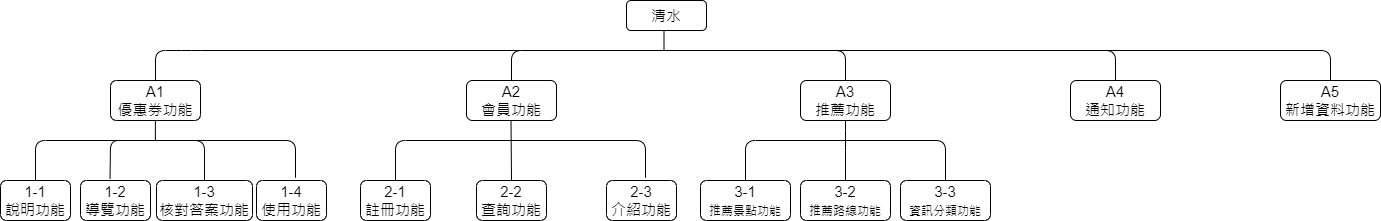 清水
A1
優惠券功能
A2
會員功能
A3
推薦功能
A4
通知功能
A5
新增資料功能
1-1
說明功能
1-2
導覽功能
1-3
核對答案功能
1-4
使用功能
2-1
註冊功能
2-2
查詢功能
2-3
介紹功能
3-1
推薦景點功能
3-2
推薦路線功能
3-3
資訊分類功能